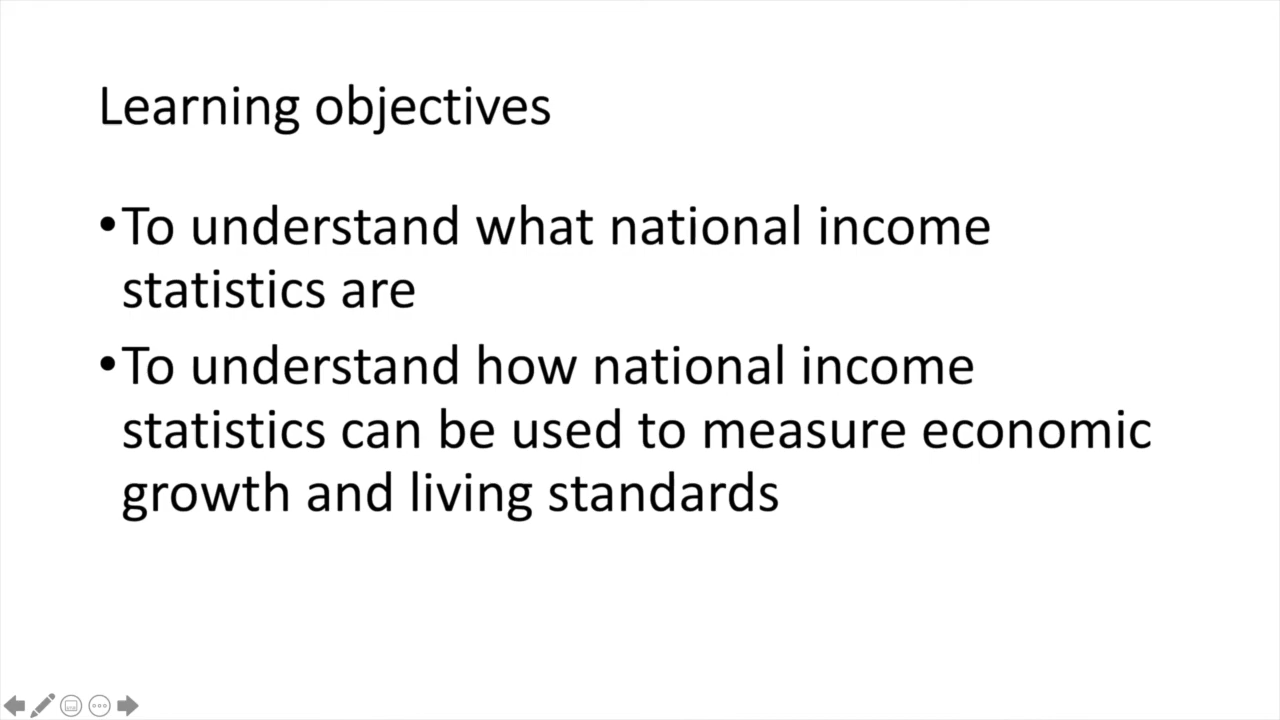 Learning objectives
•To understand what national income
statistics are
•To understand how national income
statistics can be used to measure economic
growth and living standards